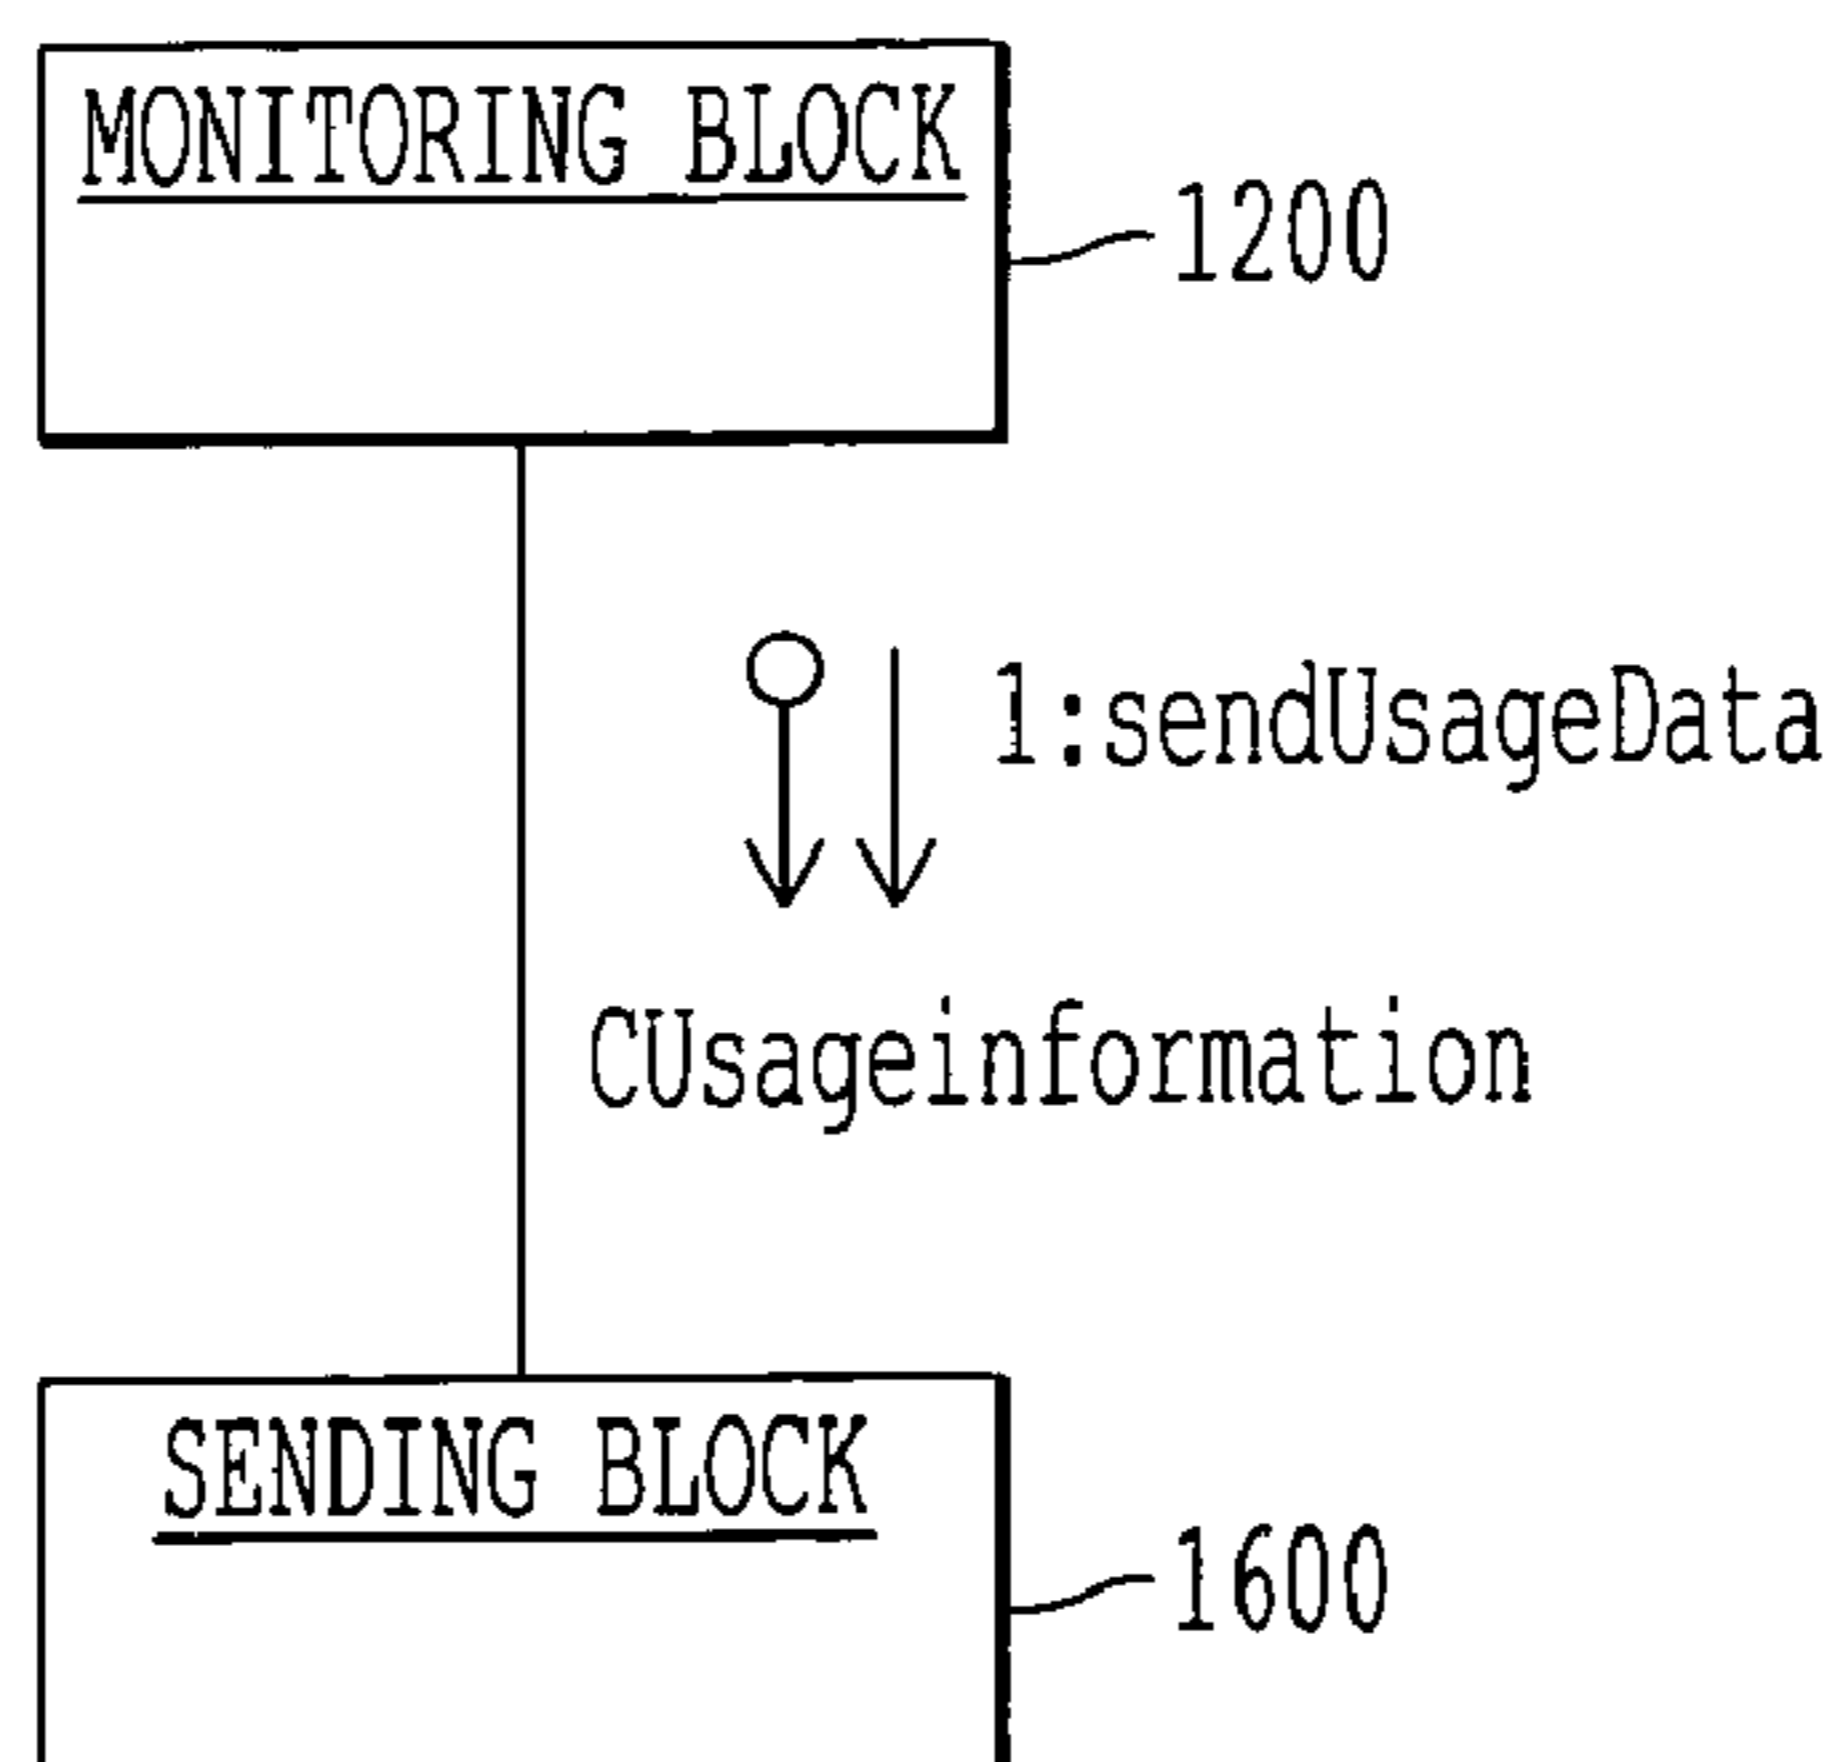 MONITORING BLOCK
1200
1:sendUsageData
CUsageinformation
SENDING BLOCK
1600